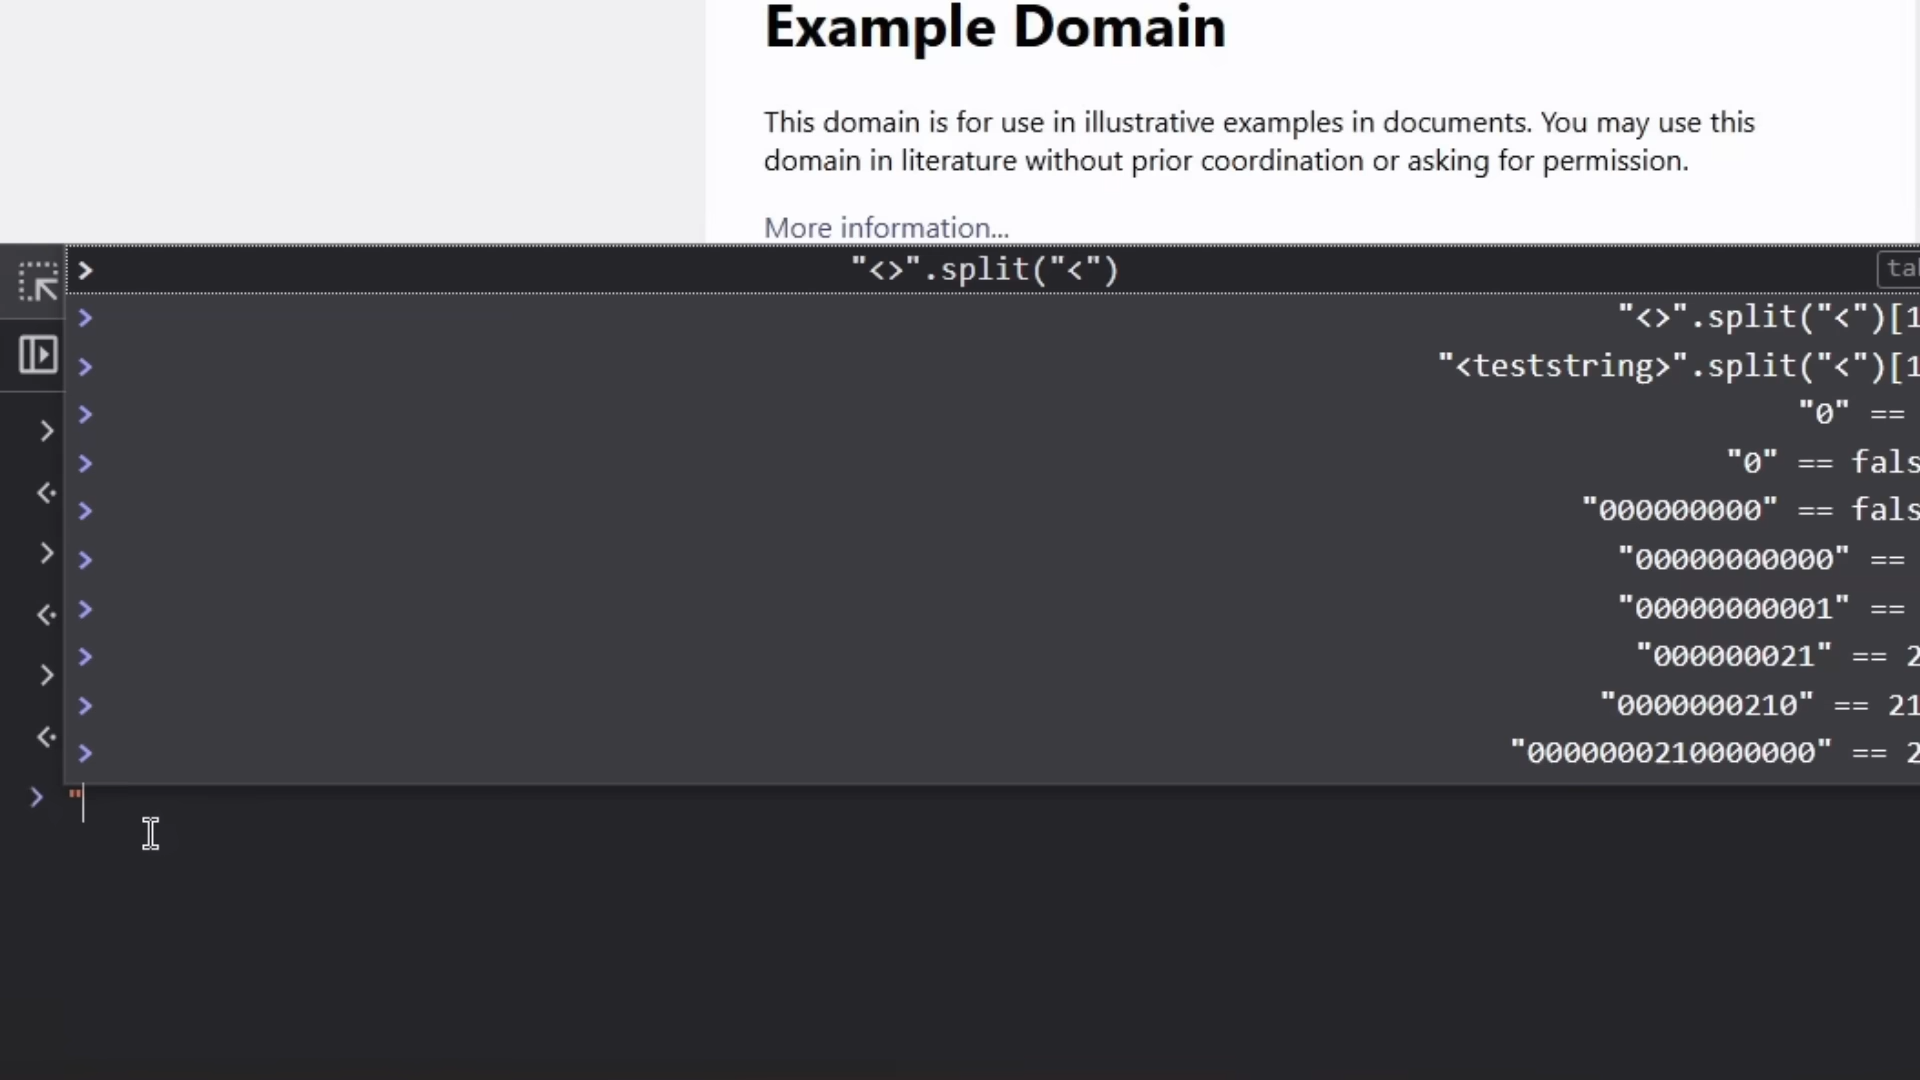 Example Domain
This domain is for use in illustrative examples in documents. You may use this
domain in literature without prior coordination or asking for permission.
More information...
> "<>".split("<")
> "<>".split("<")[1
> "<teststring>".split("<")[1
> "0" ==
> "0" == fals
> "000000000" == fals
> "00000000000" ==
> "00000000001" ==
> "000000021" == 2
> "0000000210" == 21
> "0000000210000000" == 2
> "